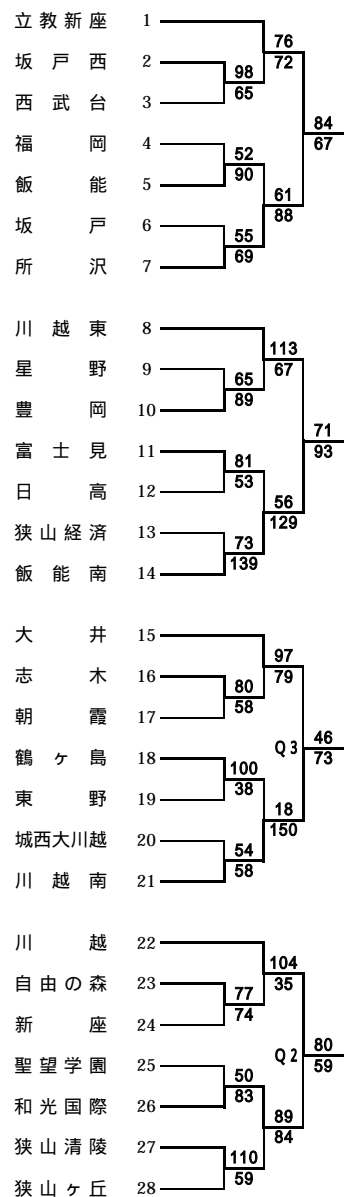 立教新座 1
76
坂戸西 2
72
98
65
西武台 3
84
67
福岡 4
52
90
飯能 5
61
88
坂戸 6
55
69
所沢 7
川越東 8
113
67
星野 9
65
89
豊岡 10
71
93
富士見 11
81
53
日高 12
56
129
狭山経済 13
73
139
飯能南 14
大井 15
97
79
志木 16
80
58
朝霞 17
Q3
46
73
鶴ヶ島 18
100
38
東野 19
18
150
城西大川越 20
54
58
川越南 21
川越 22
104
35
自由の森 23
77
74
新座 24
Q2
80
59
聖望学園 25
50
83
和光国際 26
89
84
狭山清陵 27
110
59
狭山ヶ丘 28